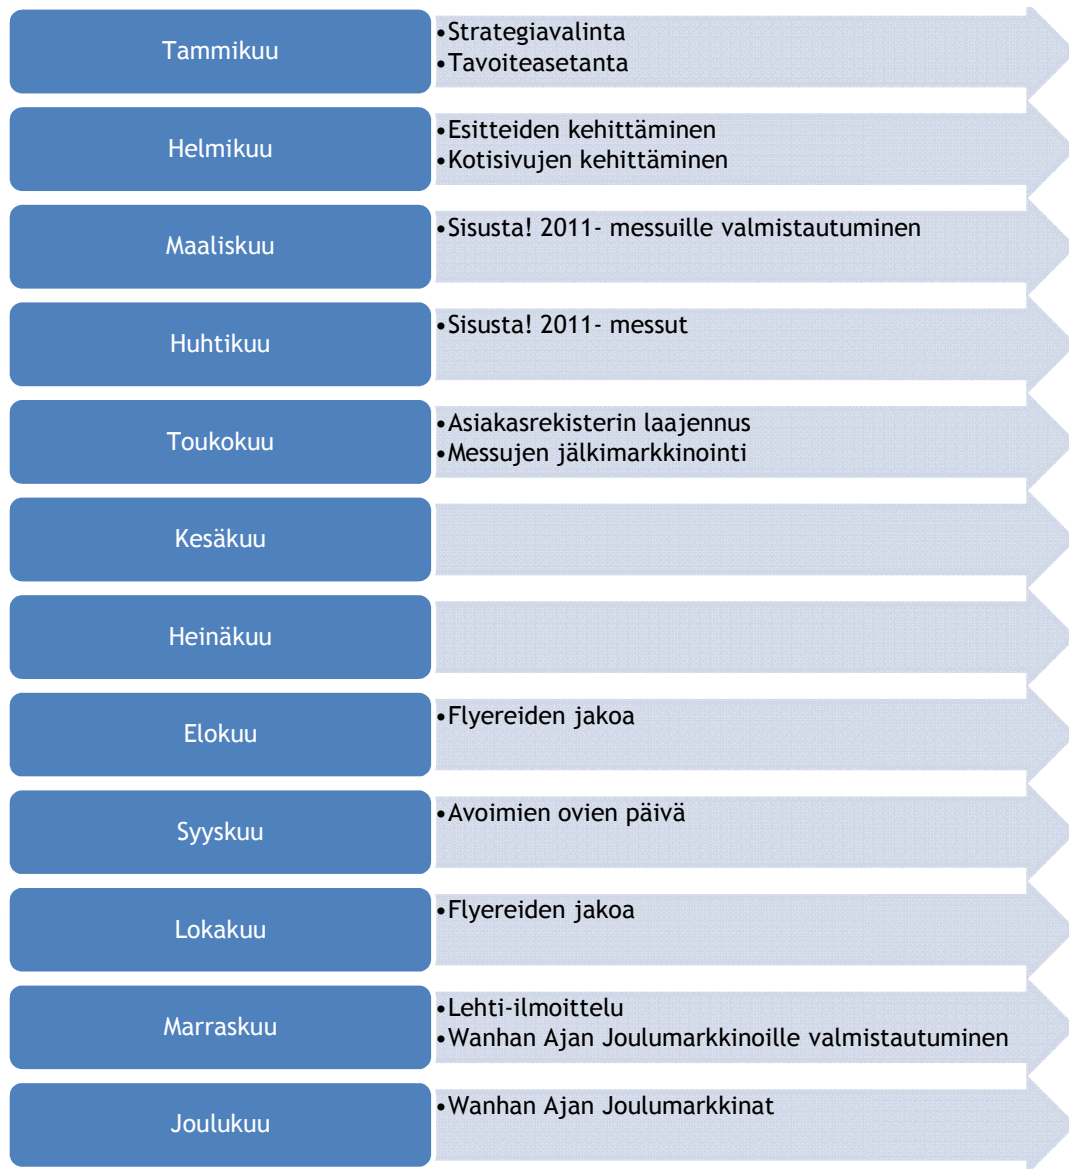 Tammikuu
•Strategiavalinta
•Tavoiteasetanta
Helmikuu
•Esitteiden kehittäminen
•Kotisivujen kehittäminen
Maaliskuu
•Sisusta! 2011- messuille valmistautuminen
Huhtikuu
•Sisusta! 2011- messut
Toukokuu
•Asiakasrekisterin laajennus
•Messujen jälkimarkkinointi
Kesäkuu
Heinäkuu
Elokuu
•Flyereiden jakoa
Syyskuu
•Avoimien ovien päivä
Lokakuu
•Flyereiden jakoa
Marraskuu
•Lehti-ilmoittelu
•Wanhan Ajan Joulumarkkinoille valmistautuminen
Joulukuu
•Wanhan Ajan Joulumarkkinat